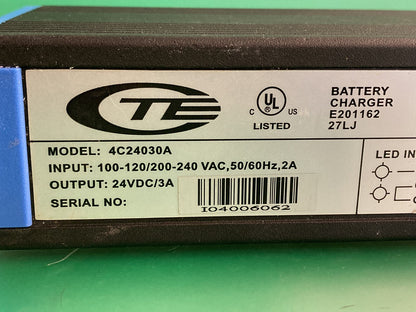 CTE
C UL US
LISTED
BATTERY
CHARGER
E201162
27LJ
MODEL: 4C24030A
INPUT: 100-120/200-240 VAC,50/60Hz,2A
OUTPUT: 24VDC/3A
SERIAL NO:
I04006062
LED IN